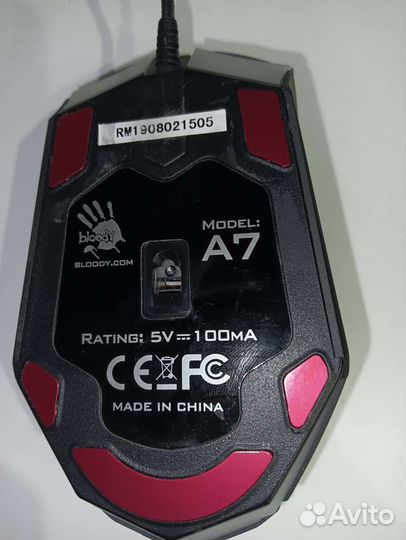 RM1908021505
bloody
BLOODY.COM
MODEL:
A7
RATING: 5V⎓100MA
CE FC
MADE IN CHINA
Avito